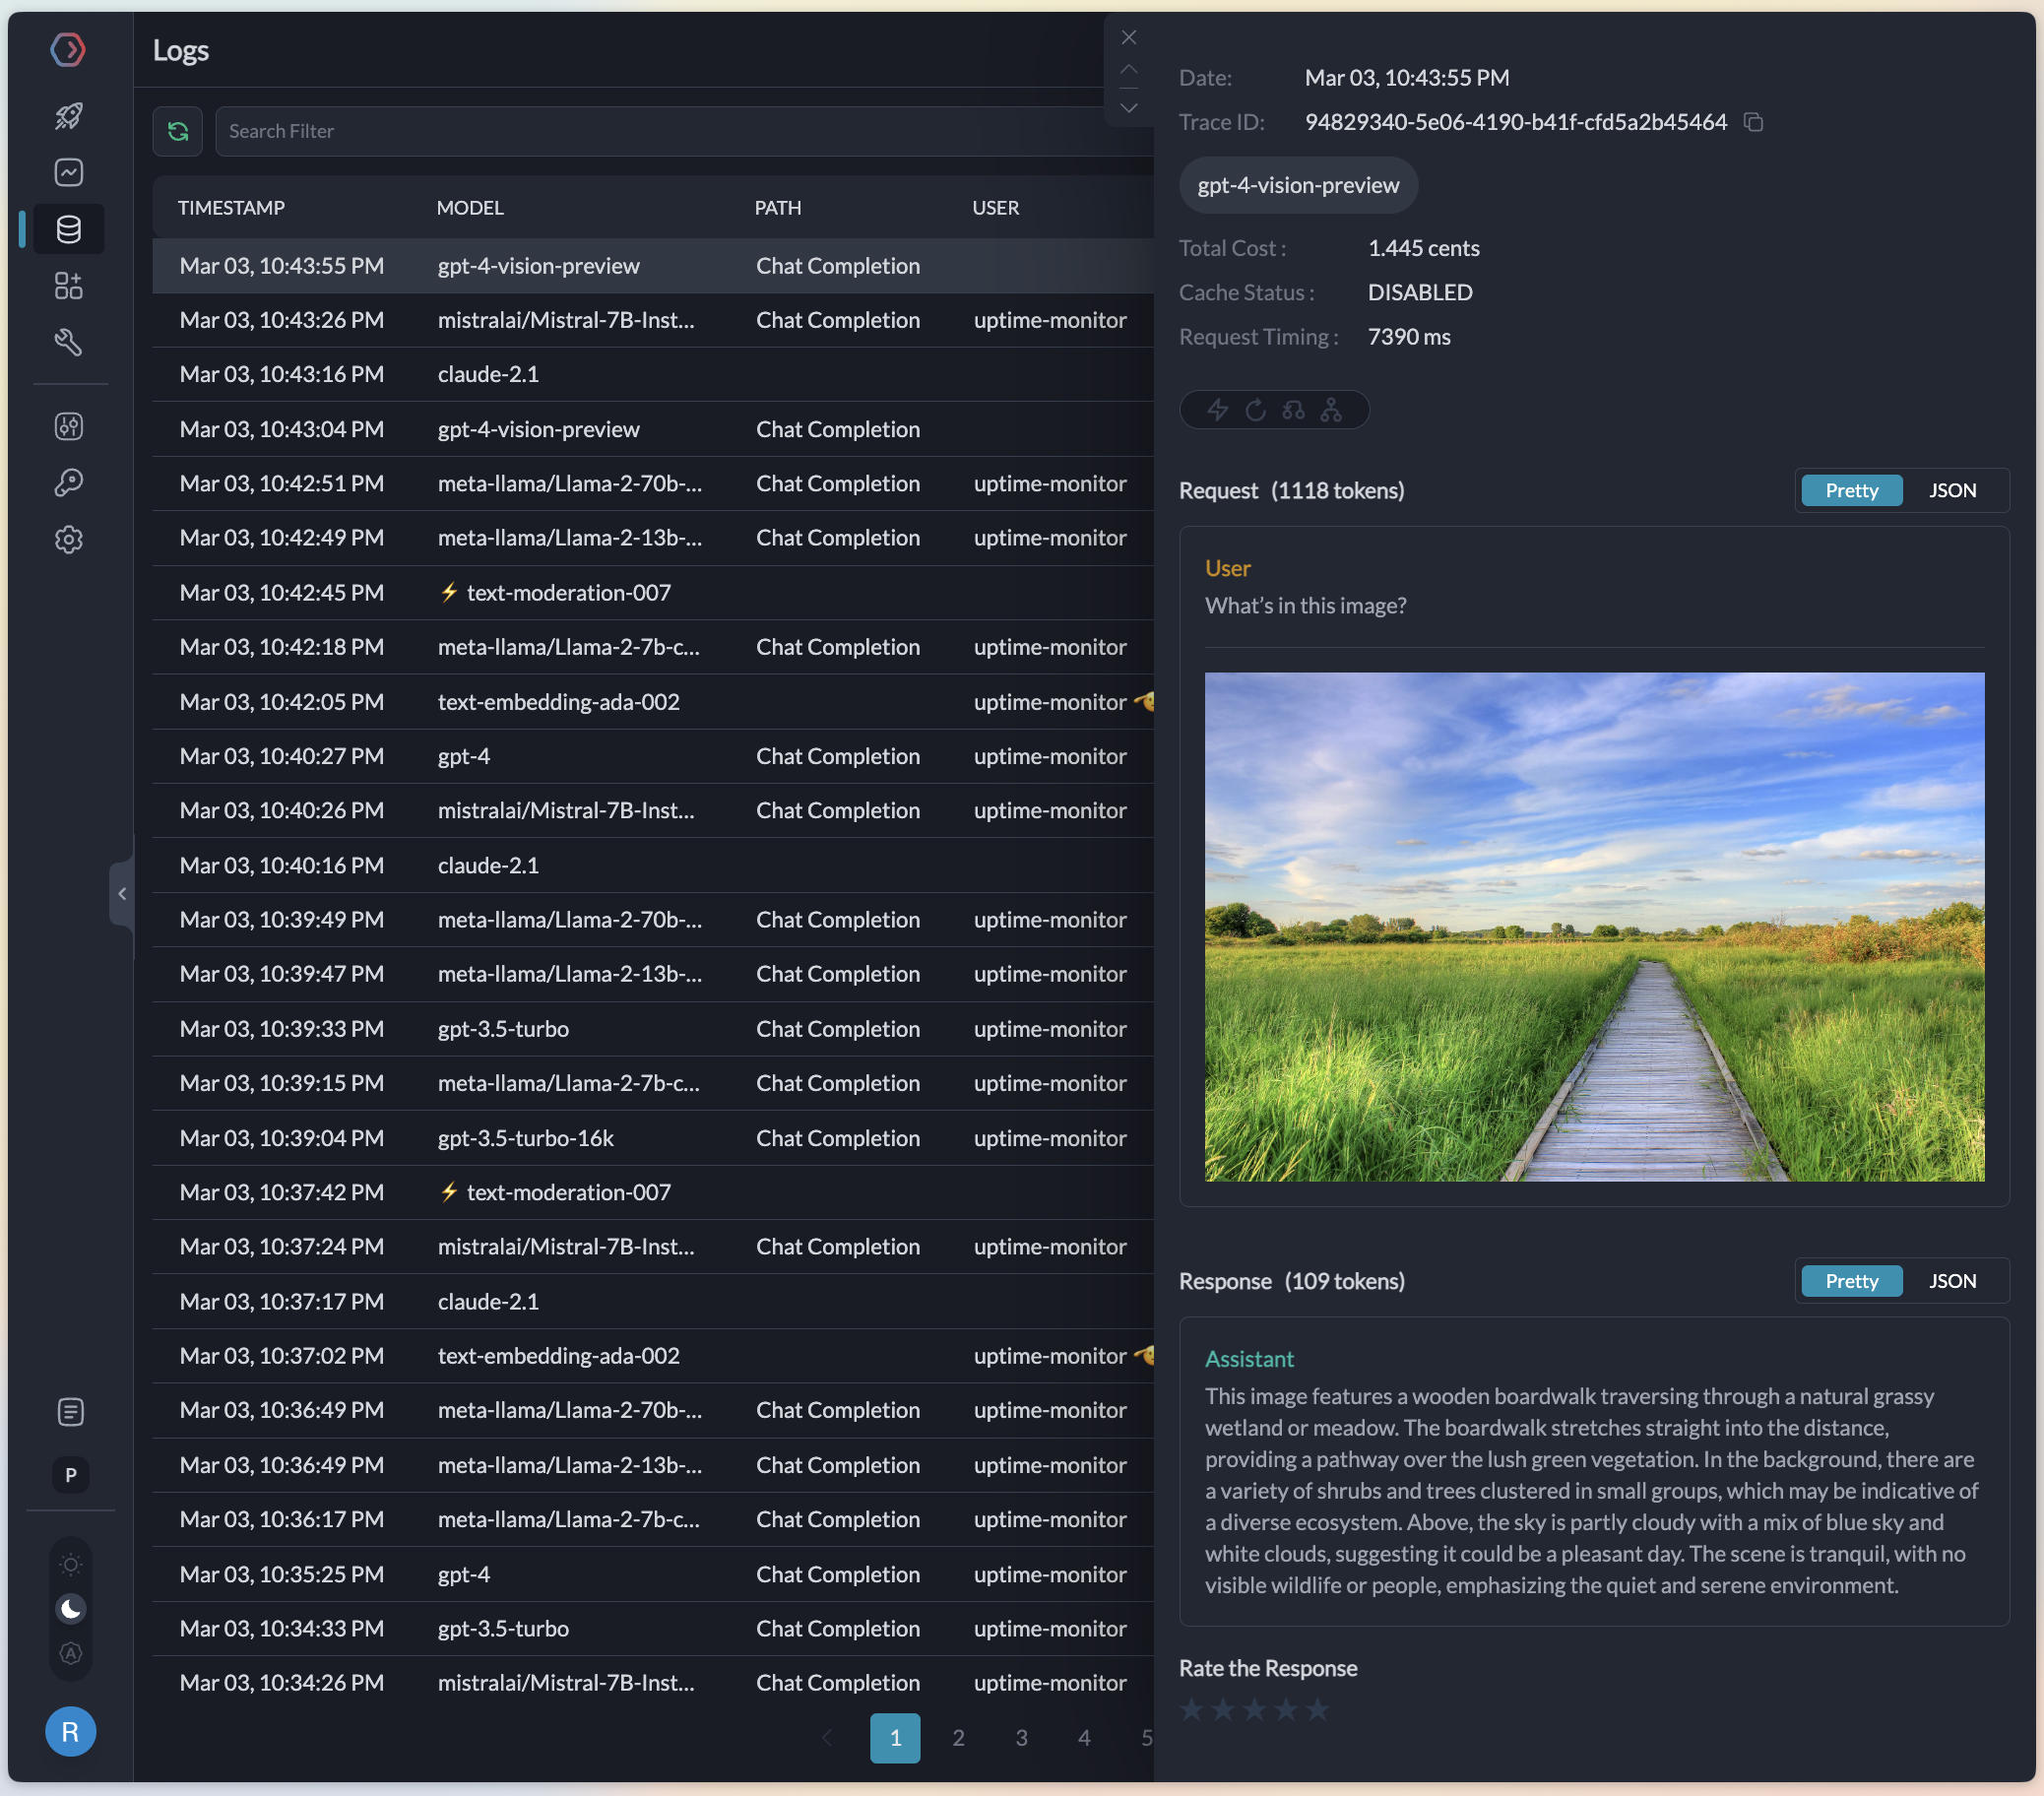 Logs
Search Filter
TIMESTAMP MODEL PATH USER
Mar 03, 10:43:55 PM gpt-4-vision-preview Chat Completion
Mar 03, 10:43:26 PM mistralai/Mistral-7B-Inst... Chat Completion uptime-monitor
Mar 03, 10:43:16 PM claude-2.1
Mar 03, 10:43:04 PM gpt-4-vision-preview Chat Completion
Mar 03, 10:42:51 PM meta-llama/Llama-2-70b-... Chat Completion uptime-monitor
Mar 03, 10:42:49 PM meta-llama/Llama-2-13b-... Chat Completion uptime-monitor
Mar 03, 10:42:45 PM ⚡ text-moderation-007
Mar 03, 10:42:18 PM meta-llama/Llama-2-7b-c... Chat Completion uptime-monitor
Mar 03, 10:42:05 PM text-embedding-ada-002 uptime-monitor
Mar 03, 10:40:27 PM gpt-4 Chat Completion uptime-monitor
Mar 03, 10:40:26 PM mistralai/Mistral-7B-Inst... Chat Completion uptime-monitor
Mar 03, 10:40:16 PM claude-2.1
Mar 03, 10:39:49 PM meta-llama/Llama-2-70b-... Chat Completion uptime-monitor
Mar 03, 10:39:47 PM meta-llama/Llama-2-13b-... Chat Completion uptime-monitor
Mar 03, 10:39:33 PM gpt-3.5-turbo Chat Completion uptime-monitor
Mar 03, 10:39:15 PM meta-llama/Llama-2-7b-c... Chat Completion uptime-monitor
Mar 03, 10:39:04 PM gpt-3.5-turbo-16k Chat Completion uptime-monitor
Mar 03, 10:37:42 PM ⚡ text-moderation-007
Mar 03, 10:37:24 PM mistralai/Mistral-7B-Inst... Chat Completion uptime-monitor
Mar 03, 10:37:17 PM claude-2.1
Mar 03, 10:37:02 PM text-embedding-ada-002 uptime-monitor
Mar 03, 10:36:49 PM meta-llama/Llama-2-70b-... Chat Completion uptime-monitor
Mar 03, 10:36:49 PM meta-llama/Llama-2-13b-... Chat Completion uptime-monitor
Mar 03, 10:36:17 PM meta-llama/Llama-2-7b-c... Chat Completion uptime-monitor
Mar 03, 10:35:25 PM gpt-4 Chat Completion uptime-monitor
Mar 03, 10:34:33 PM gpt-3.5-turbo Chat Completion uptime-monitor
Mar 03, 10:34:26 PM mistralai/Mistral-7B-Inst... Chat Completion uptime-monitor
1 2 3 4 5
P
A
R
Date: Mar 03, 10:43:55 PM
Trace ID: 94829340-5e06-4190-b41f-cfd5a2b45464
gpt-4-vision-preview
Total Cost : 1.445 cents
Cache Status : DISABLED
Request Timing : 7390 ms
Request (1118 tokens) Pretty JSON
User
What's in this image?
Response (109 tokens) Pretty JSON
Assistant
This image features a wooden boardwalk traversing through a natural grassy
wetland or meadow. The boardwalk stretches straight into the distance,
providing a pathway over the lush green vegetation. In the background, there are
a variety of shrubs and trees clustered in small groups, which may be indicative of
a diverse ecosystem. Above, the sky is partly cloudy with a mix of blue sky and
white clouds, suggesting it could be a pleasant day. The scene is tranquil, with no
visible wildlife or people, emphasizing the quiet and serene environment.
Rate the Response